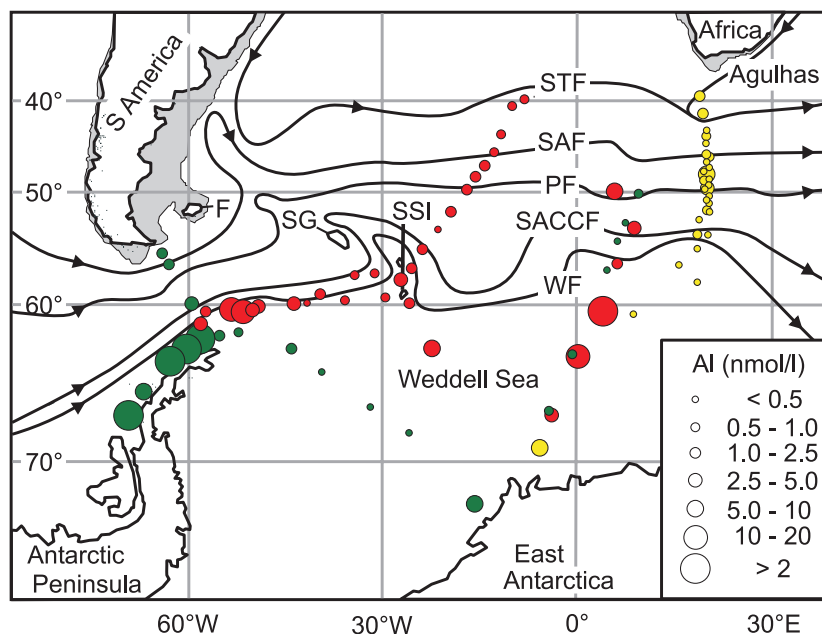 Africa
S America
Agulhas
STF
40°
SAF
50°
PF
F
SG
SSI
SACCF
WF
60°
Al (nmol/l)
Weddell Sea
< 0.5
0.5 - 1.0
1.0 - 2.5
2.5 - 5.0
5.0 - 10
10 - 20
> 2
70°
Antarctic
Peninsula
East
Antarctica
60°W
30°W
0°
30°E